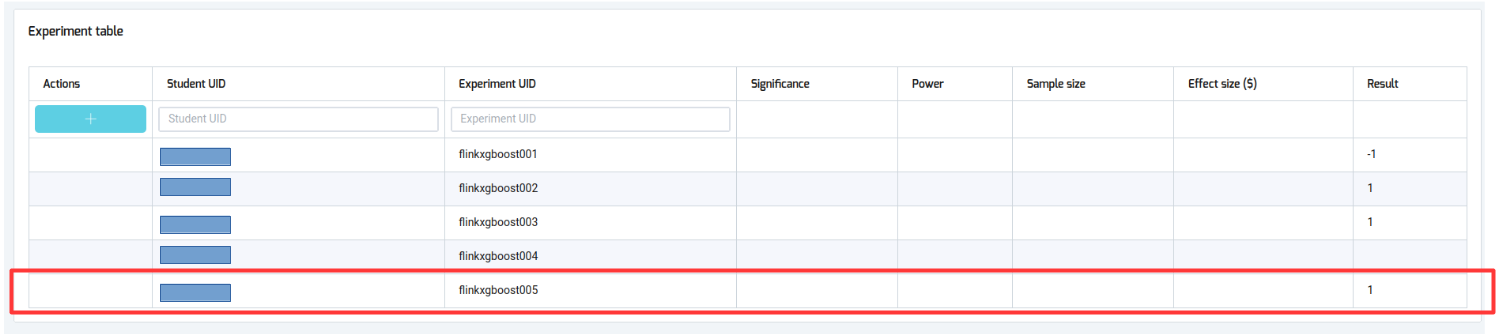 Experiment table
Actions Student UID Experiment UID Significance Power Sample size Effect size ($) Result
+ Student UID Experiment UID
flinkxgboost001 -1
flinkxgboost002 1
flinkxgboost003 1
flinkxgboost004
flinkxgboost005 1